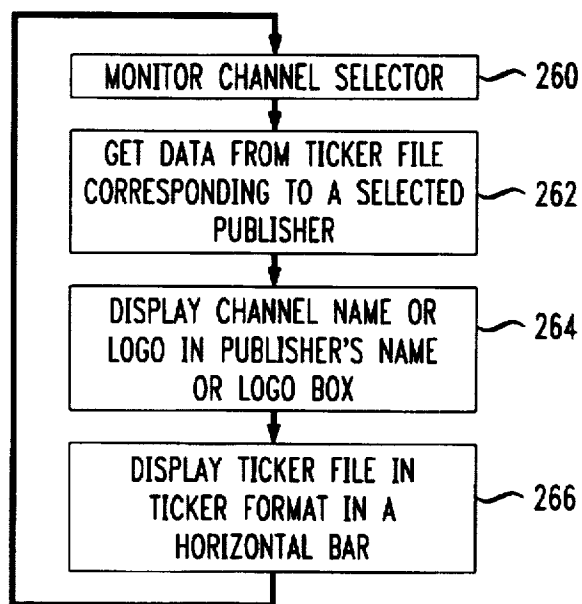 MONITOR CHANNEL SELECTOR
260
GET DATA FROM TICKER FILE
CORRESPONDING TO A SELECTED
PUBLISHER
262
DISPLAY CHANNEL NAME OR
LOGO IN PUBLISHER'S NAME
OR LOGO BOX
264
DISPLAY TICKER FILE IN
TICKER FORMAT IN A
HORIZONTAL BAR
266